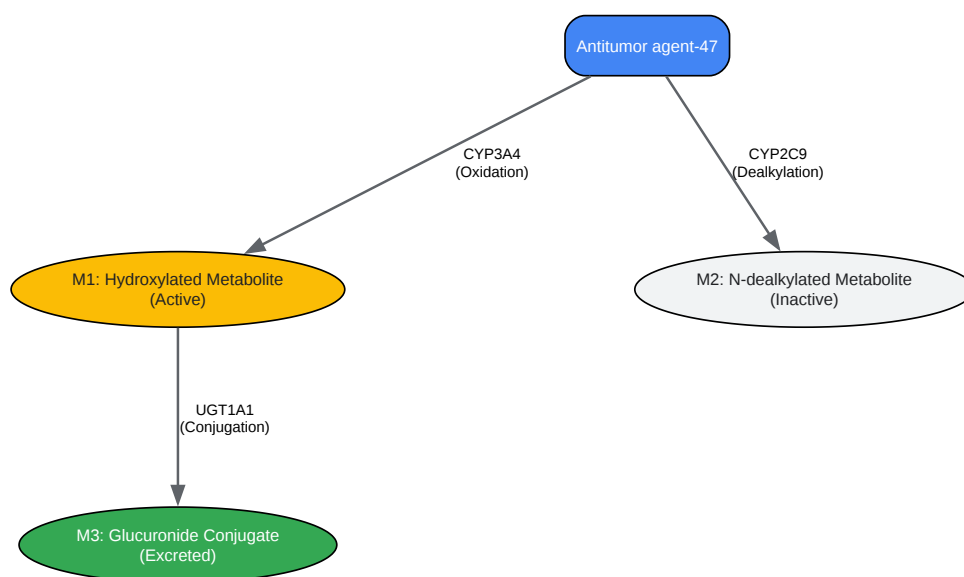 Antitumor agent-47
CYP3A4
(Oxidation)
CYP2C9
(Dealkylation)
M1: Hydroxylated Metabolite
(Active)
M2: N-dealkylated Metabolite
(Inactive)
UGT1A1
(Conjugation)
M3: Glucuronide Conjugate
(Excreted)